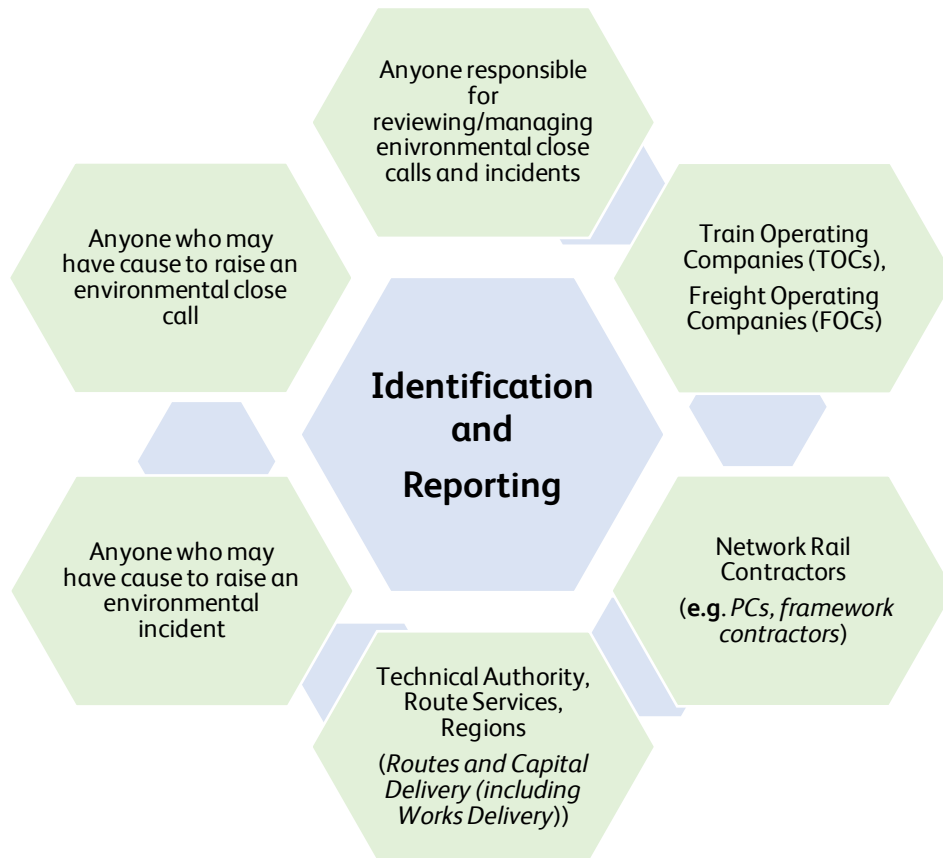 Anyone responsible
for
reviewing/managing
enivronmental close
calls and incidents
Train Operating
Companies (TOCs),
Freight Operating
Companies (FOCs)
Network Rail
Contractors
(e.g. PCs, framework
contractors)
Technical Authority,
Route Services,
Regions
(Routes and Capital
Delivery (including
Works Delivery))
Anyone who may
have cause to raise an
environmental
incident
Anyone who may
have cause to raise an
environmental close
call
Identification
and
Reporting